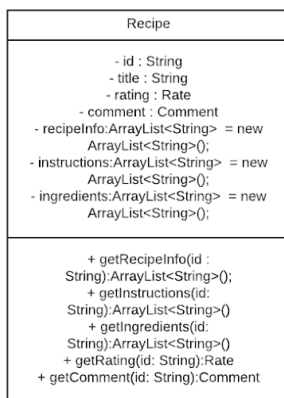 Recipe
- id : String
- title : String
- rating : Rate
- comment : Comment
- recipeInfo:ArrayList<String> = new
ArrayList<String>();
- instructions:ArrayList<String> = new
ArrayList<String>();
- ingredients:ArrayList<String> = new
ArrayList<String>();
+ getRecipeInfo(id :
String):ArrayList<String>();
+ getInstructions(id:
String):ArrayList<String>()
+ getIngredients(id:
String):ArrayList<String>()
+ getRating(id: String):Rate
+ getComment(id: String):Comment